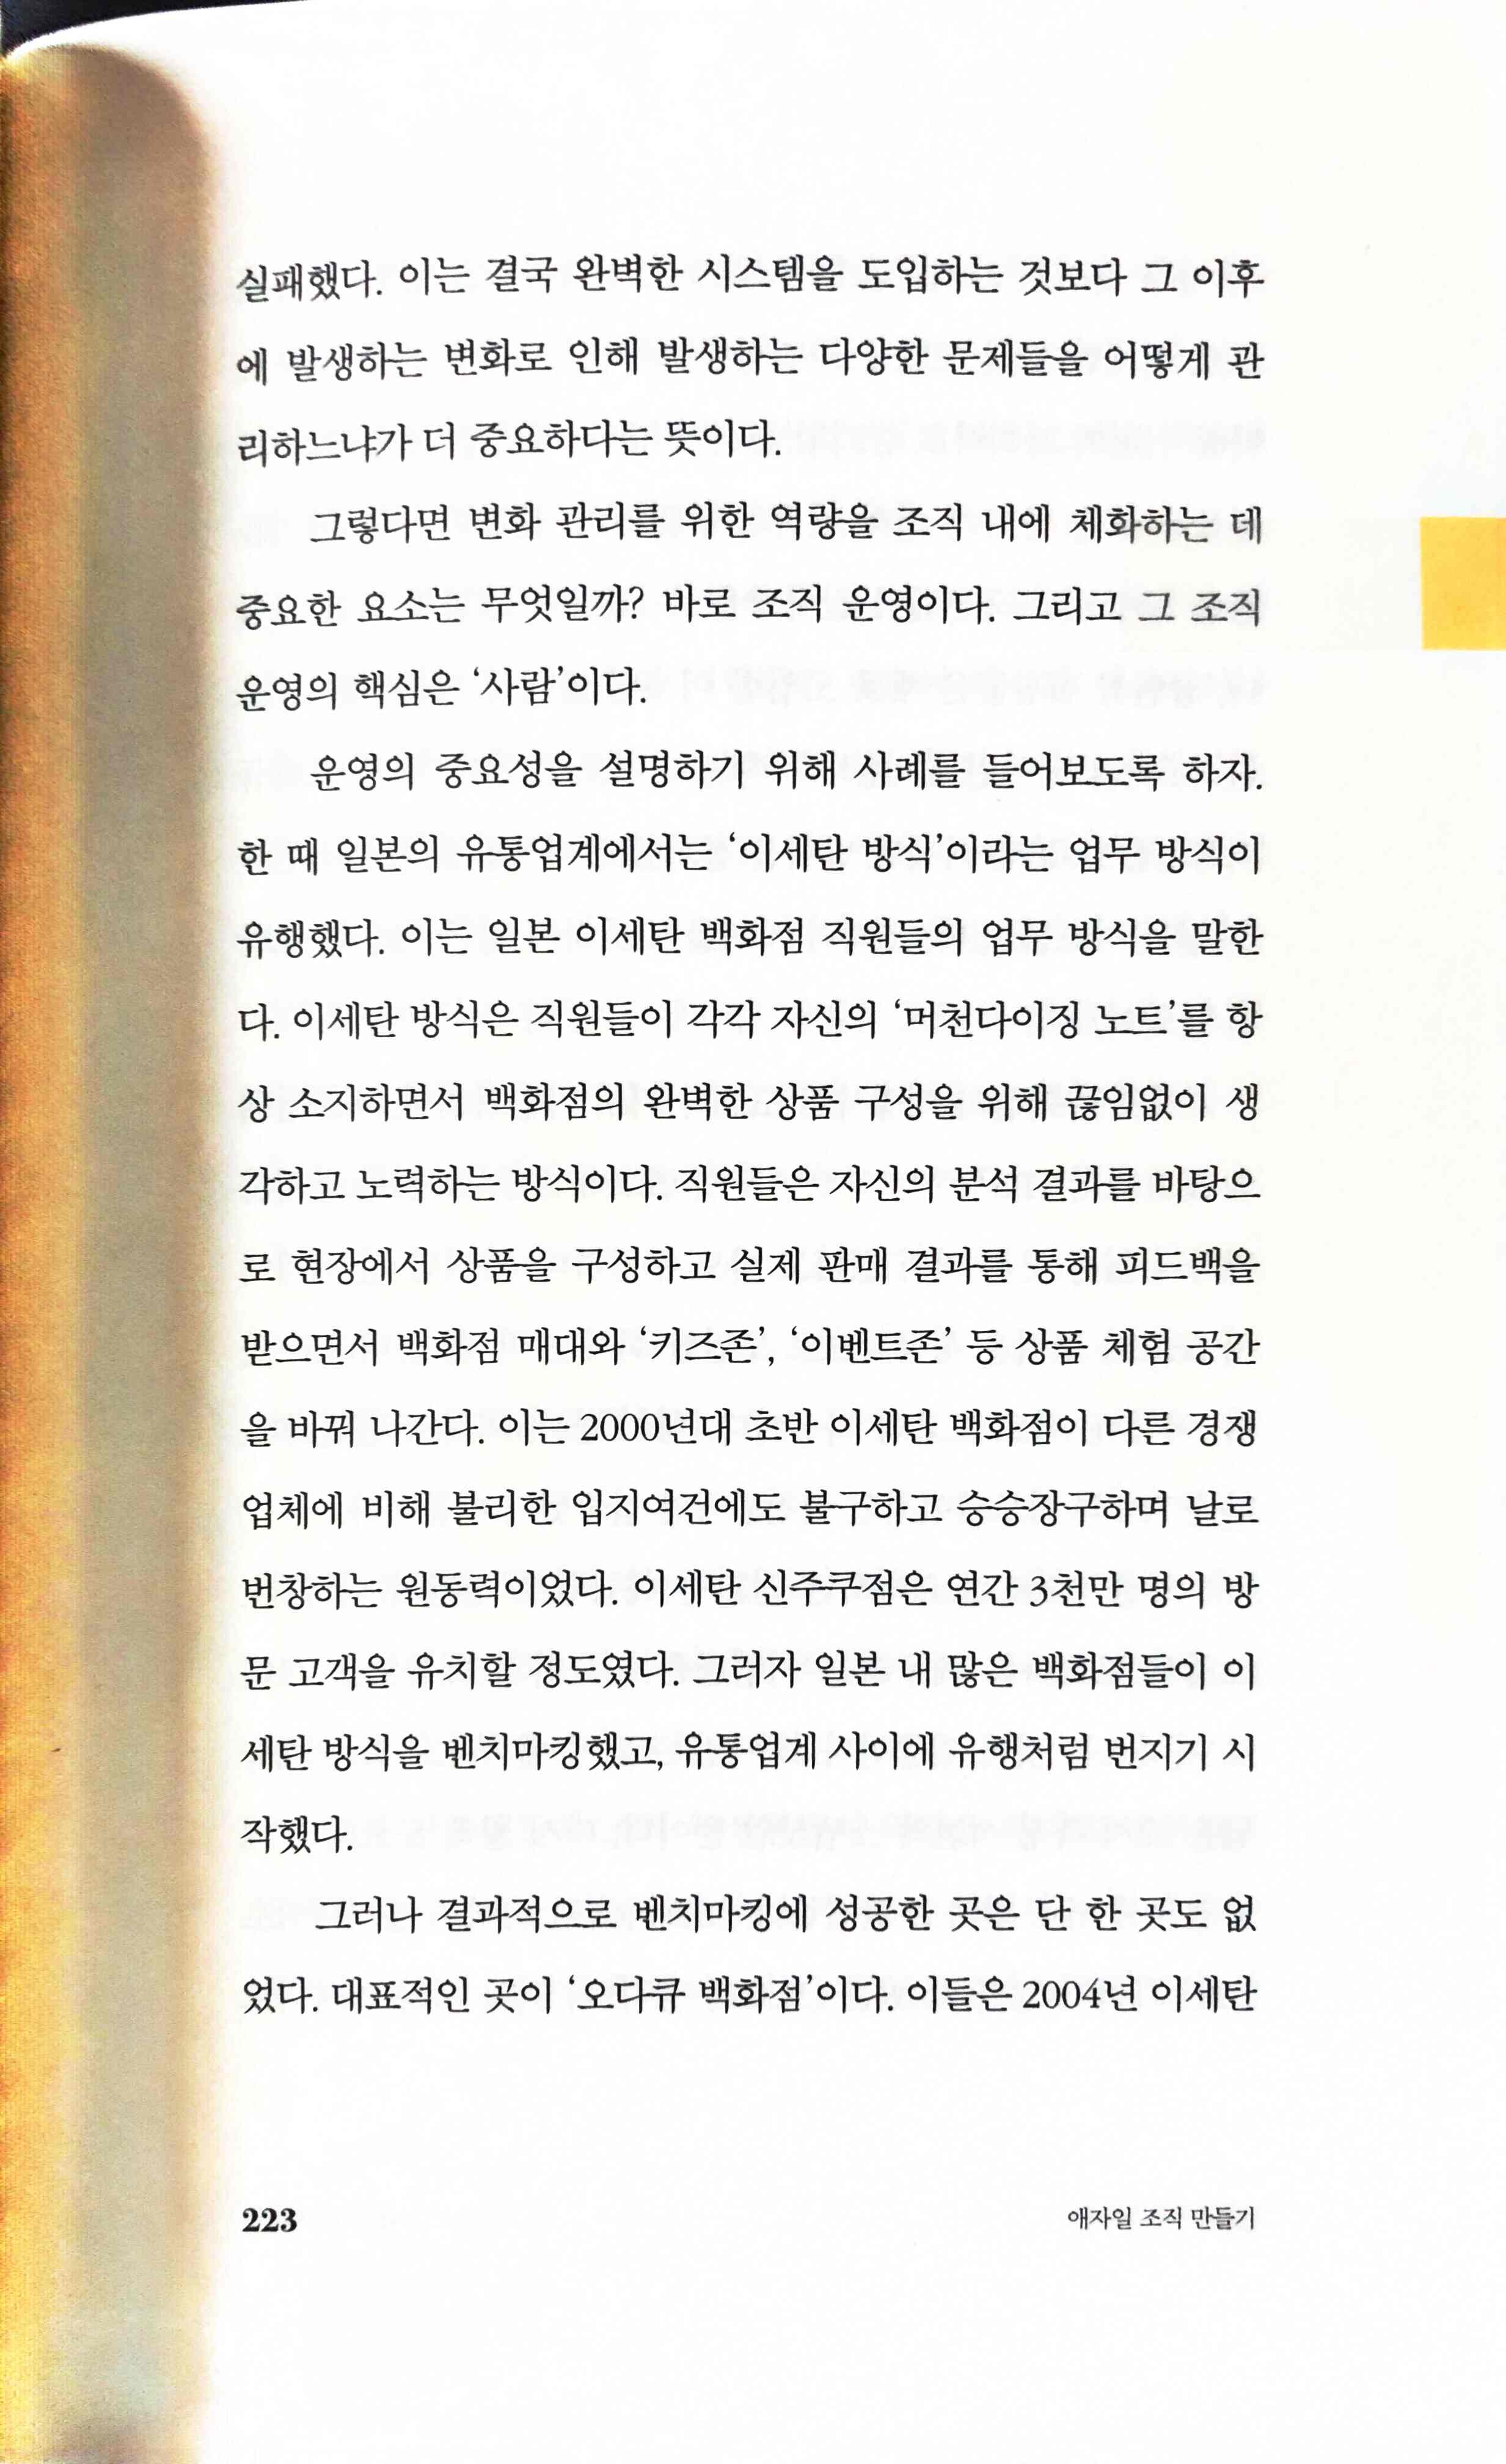 실패했다. 이는 결국 완벽한 시스템을 도입하는 것보다 그 이후
에 발생하는 변화로 인해 발생하는 다양한 문제들을 어떻게 관
리하느냐가 더 중요하다는 뜻이다.
그렇다면 변화 관리를 위한 역량을 조직 내에 체화하는 데
중요한 요소는 무엇일까? 바로 조직 운영이다. 그리고 그 조직
운영의 핵심은 ‘사람’이다.
운영의 중요성을 설명하기 위해 사례를 들어보도록 하자.
한 때 일본의 유통업계에서는 ‘이세탄 방식’이라는 업무 방식이
유행했다. 이는 일본 이세탄 백화점 직원들의 업무 방식을 말한
다. 이세탄 방식은 직원들이 각각 자신의 ‘머천다이징 노트’를 항
상 소지하면서 백화점의 완벽한 상품 구성을 위해 끊임없이 생
각하고 노력하는 방식이다. 직원들은 자신의 분석 결과를 바탕으
로 현장에서 상품을 구성하고 실제 판매 결과를 통해 피드백을
받으면서 백화점 매대와 ‘키즈존’, ‘이벤트존’ 등 상품 체험 공간
을 바꿔 나간다. 이는 2000년대 초반 이세탄 백화점이 다른 경쟁
업체에 비해 불리한 입지여건에도 불구하고 승승장구하며 날로
번창하는 원동력이었다. 이세탄 신주쿠점은 연간 3천만 명의 방
문 고객을 유치할 정도였다. 그러자 일본 내 많은 백화점들이 이
세탄 방식을 벤치마킹했고, 유통업계 사이에 유행처럼 번지기 시
작했다.
그러나 결과적으로 벤치마킹에 성공한 곳은 단 한 곳도 없
었다. 대표적인 곳이 ‘오다큐 백화점’이다. 이들은 2004년 이세탄
223
애자일 조직 만들기